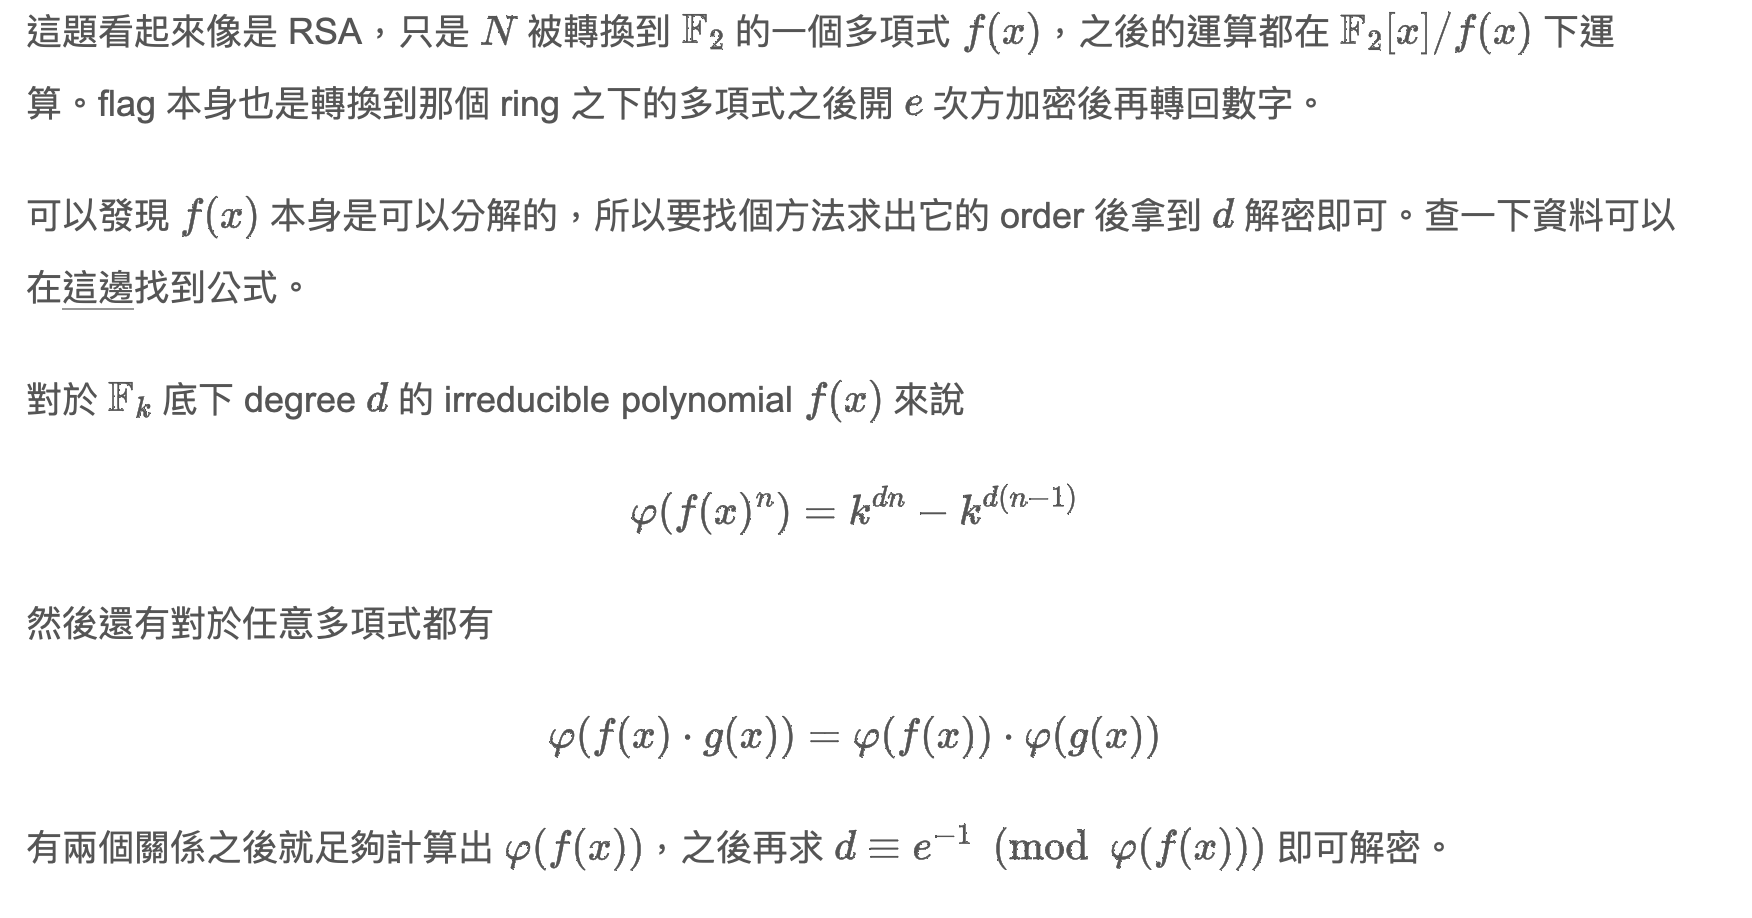 這題看起來像是 RSA，只是 $N$ 被轉換到 $\mathbb{F}_2$ 的一個多項式 $f(x)$，之後的運算都在 $\mathbb{F}_2[x]/f(x)$ 下運
算。flag 本身也是轉換到那個 ring 之下的多項式之後開 $e$ 次方加密後再轉回數字。
可以發現 $f(x)$ 本身是可以分解的，所以要找個方法求出它的 order 後拿到 $d$ 解密即可。查一下資料可以
在這邊找到公式。
對於 $\mathbb{F}_k$ 底下 degree $d$ 的 irreducible polynomial $f(x)$ 來說
$\varphi(f(x)^n) = k^{dn} - k^{d(n-1)}$
然後還有對於任意多項式都有
$\varphi(f(x) \cdot g(x)) = \varphi(f(x)) \cdot \varphi(g(x))$
有兩個關係之後就足夠計算出 $\varphi(f(x))$，之後再求 $d \equiv e^{-1} \pmod{\varphi(f(x))}$ 即可解密。